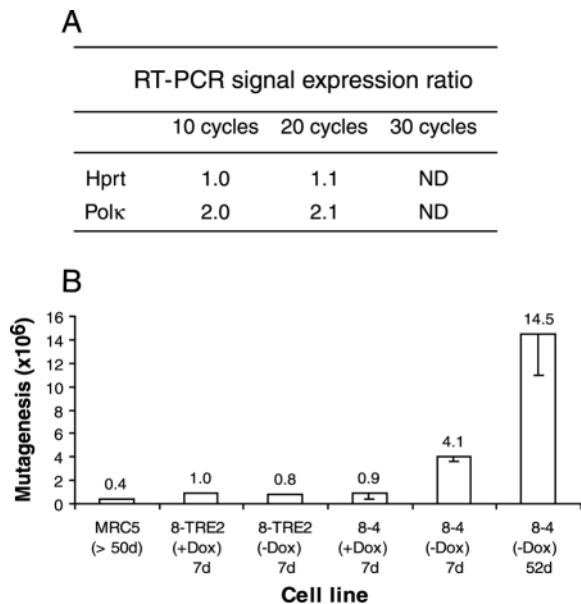 A
RT-PCR signal expression ratio
10 cycles 20 cycles 30 cycles
Hprt 1.0 1.1 ND
Polκ 2.0 2.1 ND
B
Mutagenesis (x10⁶)
16
14
12
10
8
6
4
2
0
0.4 1.0 0.8 0.9 4.1 14.5
MRC5 8-TRE2 8-TRE2 8-4 8-4 8-4
(> 50d) (+Dox) (-Dox) (+Dox) (-Dox) (-Dox)
7d 7d 7d 7d 52d
Cell line